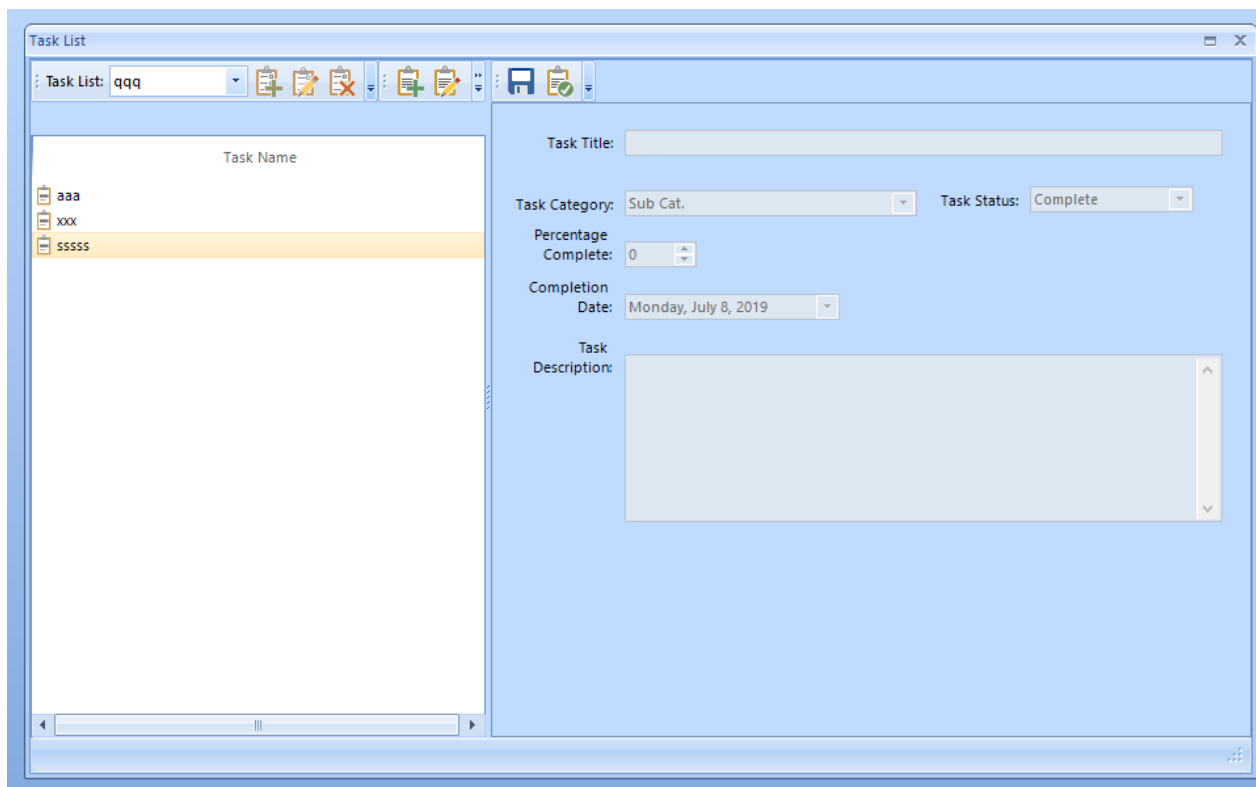 Task List
Task List: qqq
Task Name
aaa
xxx
sssss
Task Title:
Task Category: Sub Cat. Task Status: Complete
Percentage
Complete: 0
Completion
Date: Monday, July 8, 2019
Task
Description: